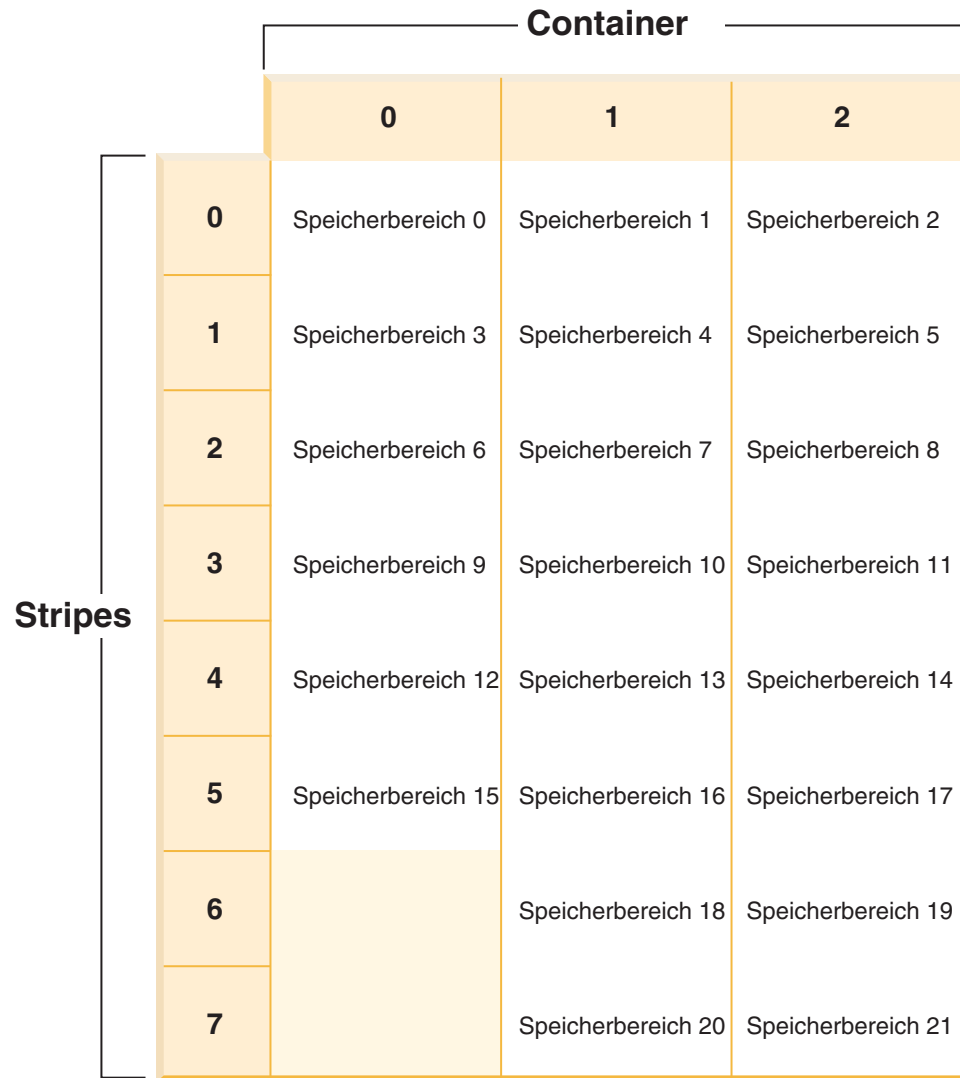 Container
0 1 2
0 Speicherbereich 0 Speicherbereich 1 Speicherbereich 2
1 Speicherbereich 3 Speicherbereich 4 Speicherbereich 5
2 Speicherbereich 6 Speicherbereich 7 Speicherbereich 8
3 Speicherbereich 9 Speicherbereich 10 Speicherbereich 11
Stripes
4 Speicherbereich 12 Speicherbereich 13 Speicherbereich 14
5 Speicherbereich 15 Speicherbereich 16 Speicherbereich 17
6 Speicherbereich 18 Speicherbereich 19
7 Speicherbereich 20 Speicherbereich 21